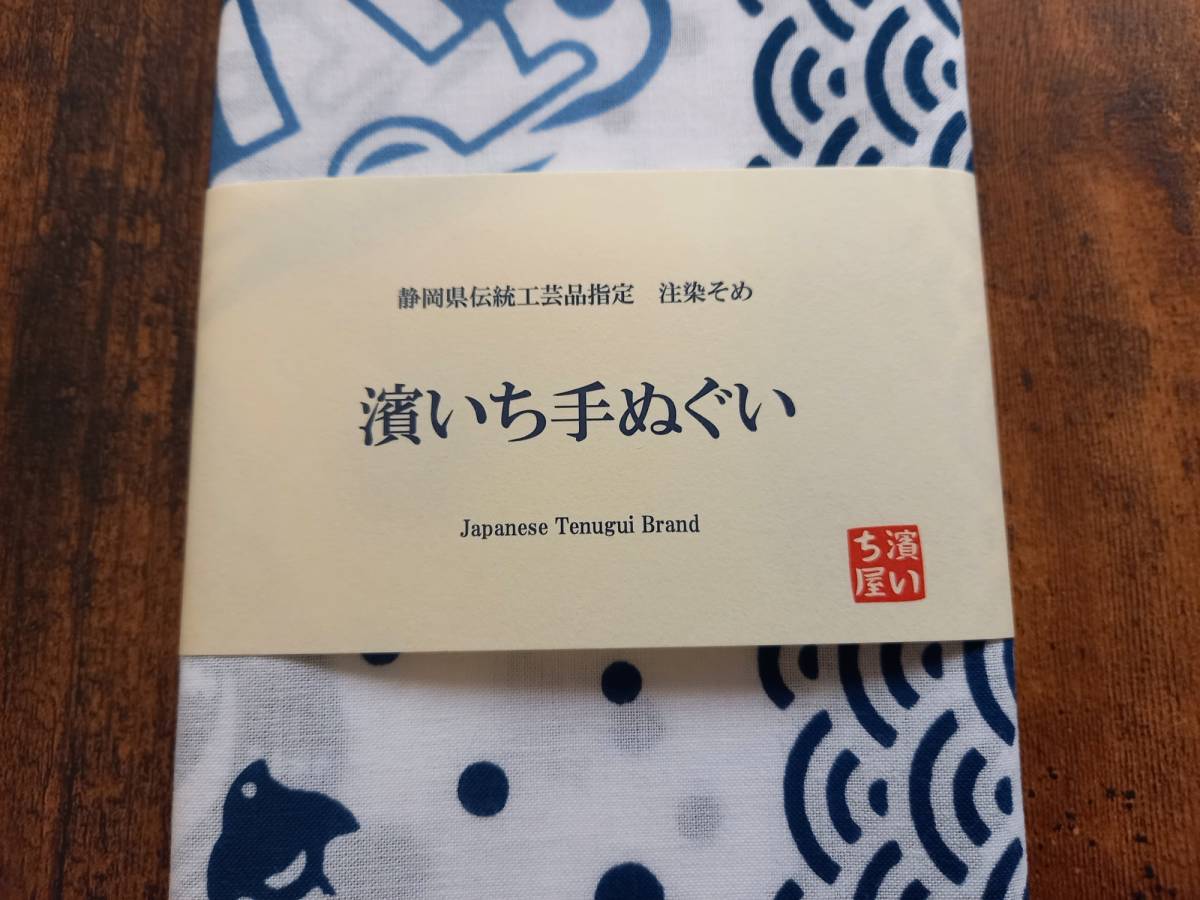 静岡県伝統工芸品指定　注染そめ
濱いち手ぬぐい
Japanese Tenugui Brand
濱い
ち屋